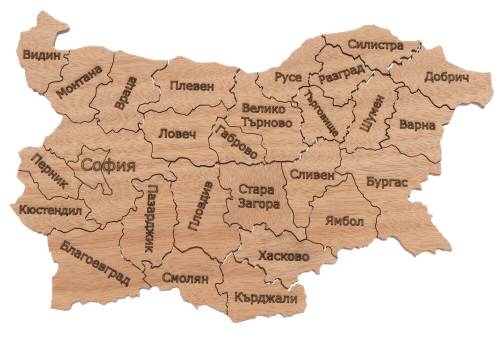 Видин
Монтана
Враца
Плевен
Русе
Силистра
Разград
Добрич
Ловеч
Габрово
Велико
Търново
Търговище
Шумен
Варна
Перник
София
Кюстендил
Пазарджик
Пловдив
Стара
Загора
Сливен
Бургас
Ямбол
Благоевград
Смолян
Хасково
Кърджали